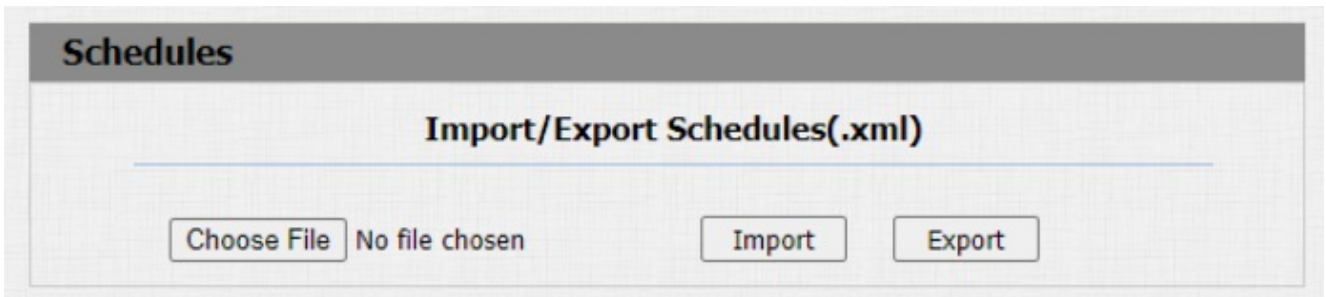 Schedules
Import/Export Schedules(.xml)
Choose File No file chosen Import Export